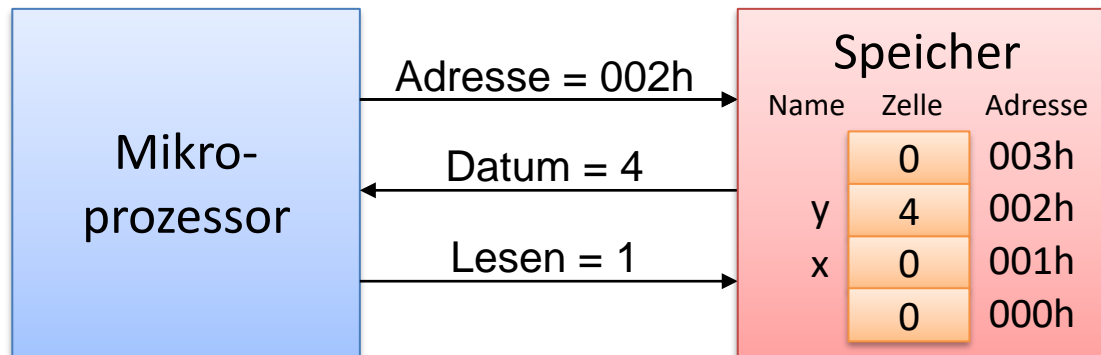 Mikro-
prozessor
Adresse = 002h
Datum = 4
Lesen = 1
Speicher
Name Zelle Adresse
0 003h
y 4 002h
x 0 001h
0 000h